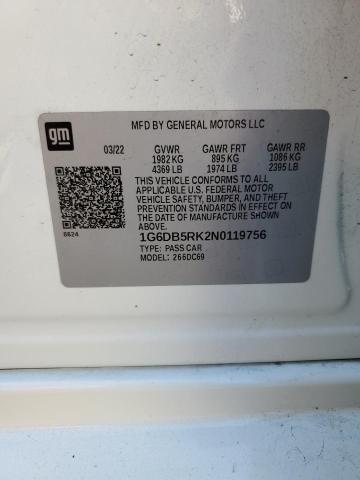 gm
MFD BY GENERAL MOTORS LLC
03/22 GVWR GAWR FRT GAWR RR
1982 KG 895 KG 1086 KG
4369 LB 1974 LB 2395 LB
THIS VEHICLE CONFORMS TO ALL
APPLICABLE U.S. FEDERAL MOTOR
VEHICLE SAFETY, BUMPER, AND THEFT
PREVENTION STANDARDS IN EFFECT ON
THE DATE OF MANUFACTURE SHOWN
ABOVE.
6624
1G6DB5RK2N0119756
TYPE: PASS CAR
MODEL: 266DC69